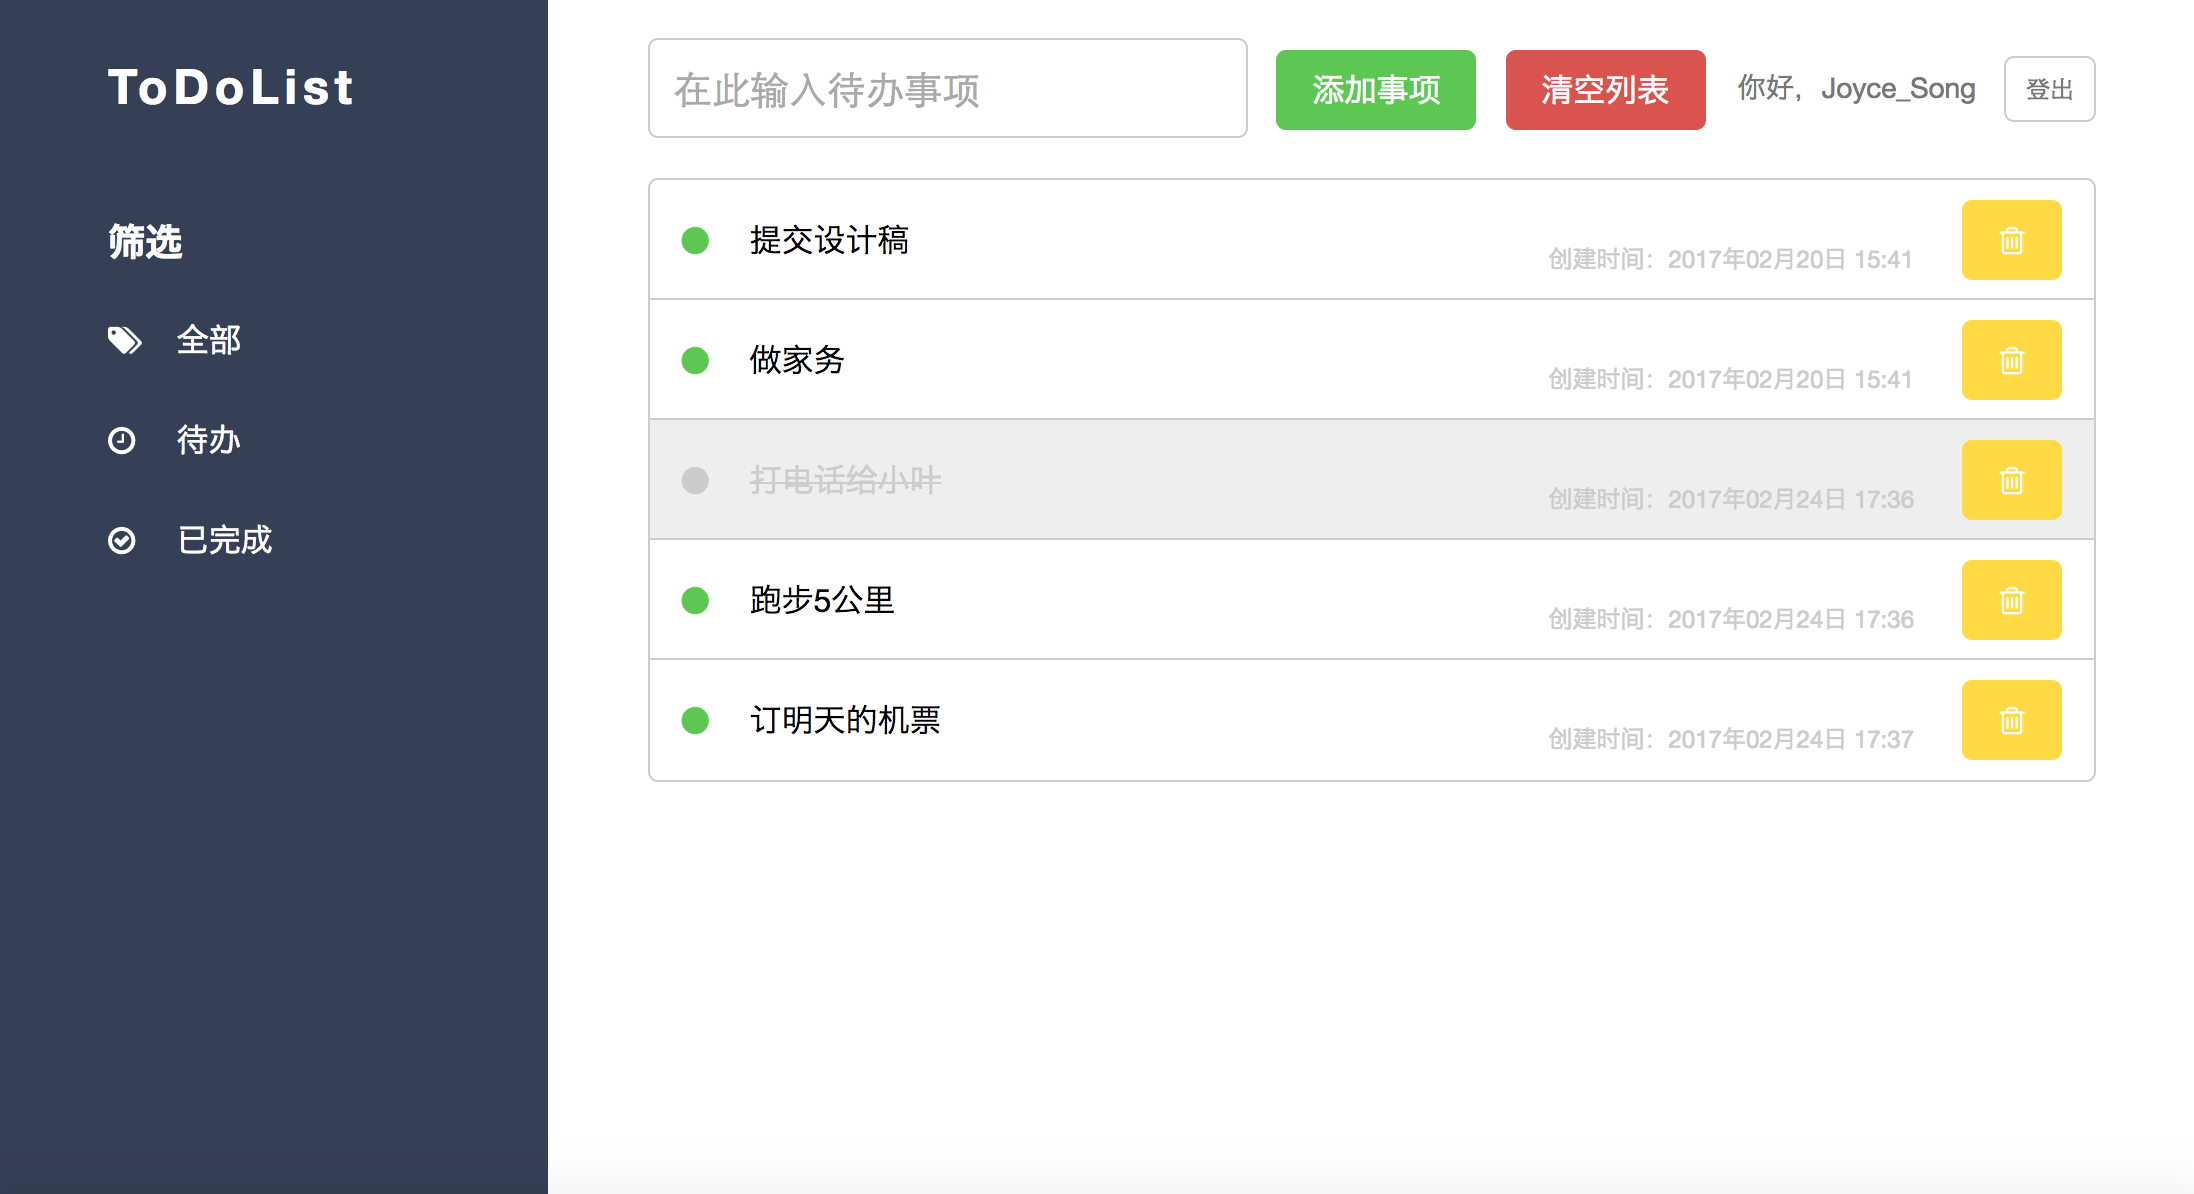 ToDoList
筛选
全部
待办
已完成
在此输入待办事项
添加事项
清空列表
你好，Joyce_Song
登出
提交设计稿
创建时间：2017年02月20日 15:41
做家务
创建时间：2017年02月20日 15:41
打电话给小叶
创建时间：2017年02月24日 17:36
跑步5公里
创建时间：2017年02月24日 17:36
订明天的机票
创建时间：2017年02月24日 17:37